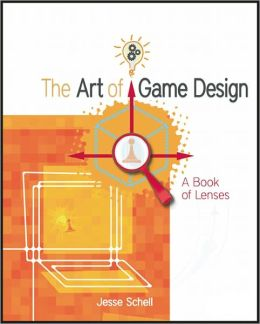 The Art of Game Design
A Book
of Lenses
Jesse Schell